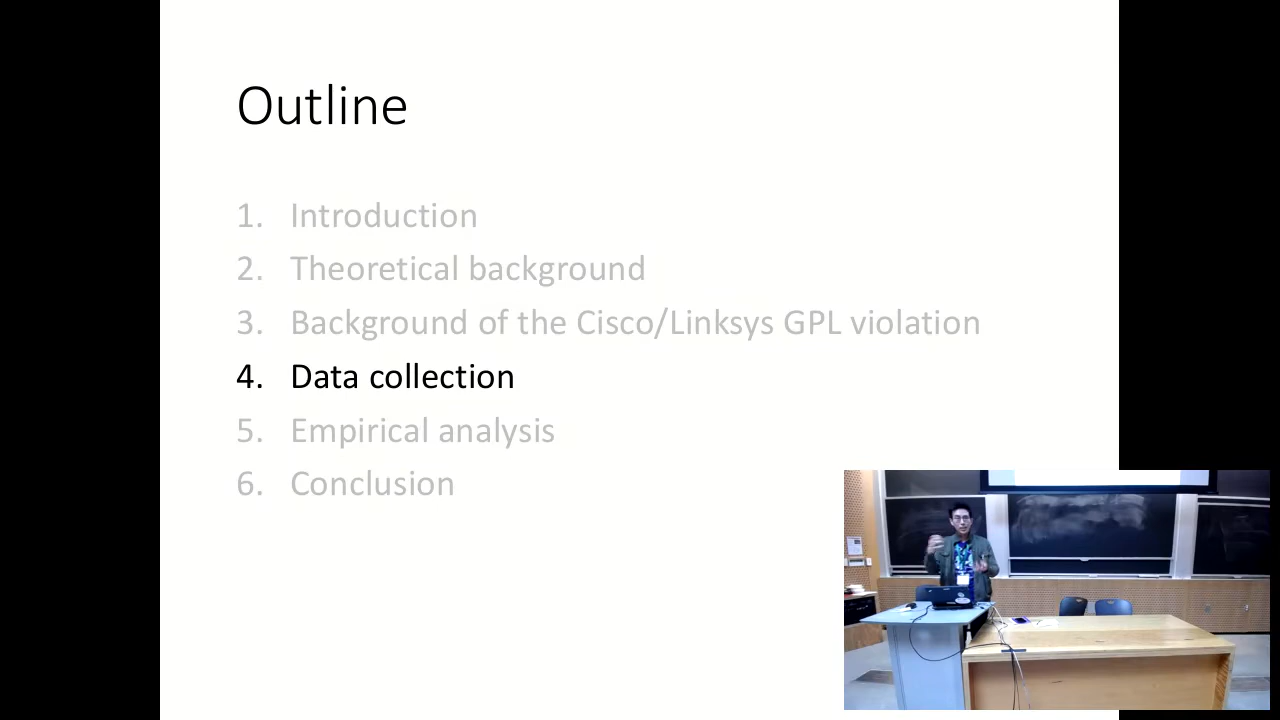 Outline
1. Introduction
2. Theoretical background
3. Background of the Cisco/Linksys GPL violation
4. Data collection
5. Empirical analysis
6. Conclusion